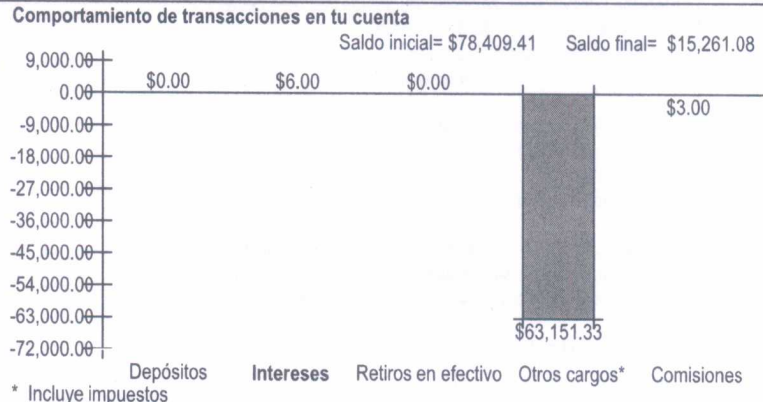 Comportamiento de transacciones en tu cuenta
Saldo inicial= $78,409.41 Saldo final= $15,261.08
9,000.00
0.00
-9,000.00
-18,000.00
-27,000.00
-36,000.00
-45,000.00
-54,000.00
-63,000.00
-72,000.00
$0.00 $6.00 $0.00
$3.00
$63,151.33
Depósitos Intereses Retiros en efectivo Otros cargos* Comisiones
* Incluye impuestos